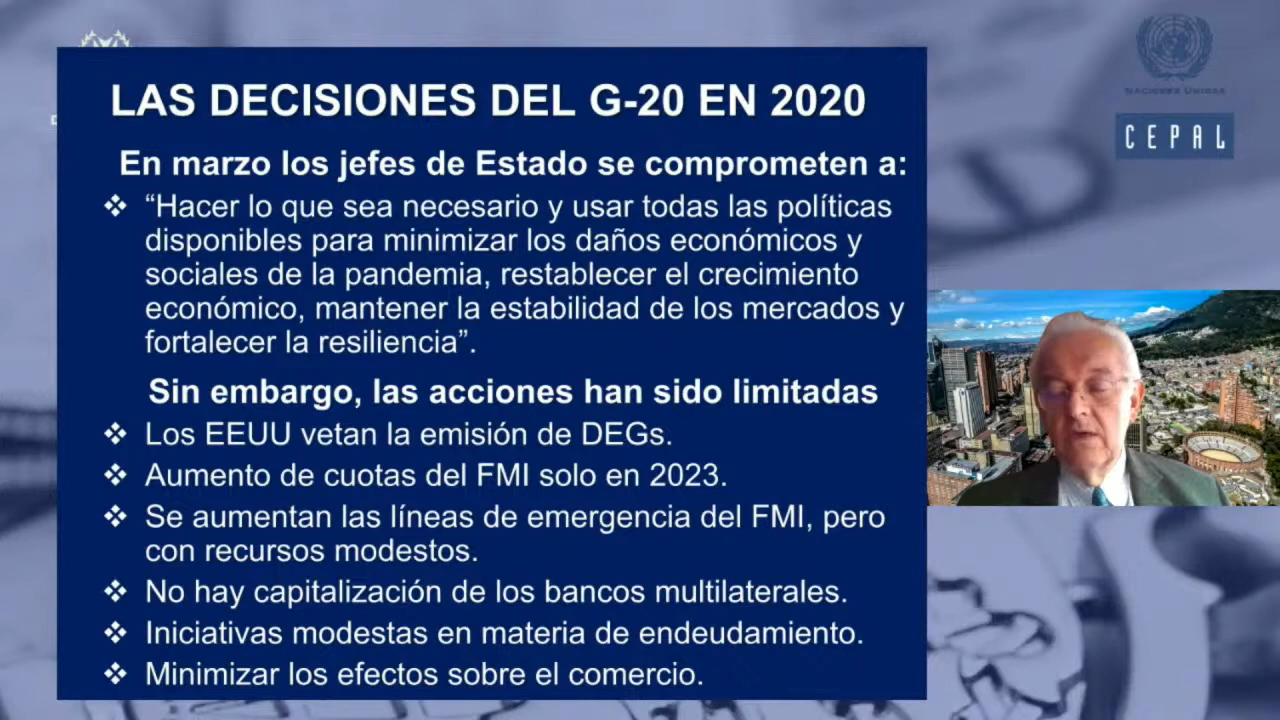 LAS DECISIONES DEL G-20 EN 2020
En marzo los jefes de Estado se comprometen a:
❖ “Hacer lo que sea necesario y usar todas las políticas
disponibles para minimizar los daños económicos y
sociales de la pandemia, restablecer el crecimiento
económico, mantener la estabilidad de los mercados y
fortalecer la resiliencia”.
Sin embargo, las acciones han sido limitadas
❖ Los EEUU vetan la emisión de DEGs.
❖ Aumento de cuotas del FMI solo en 2023.
❖ Se aumentan las líneas de emergencia del FMI, pero
con recursos modestos.
❖ No hay capitalización de los bancos multilaterales.
❖ Iniciativas modestas en materia de endeudamiento.
❖ Minimizar los efectos sobre el comercio.
NACIONES UNIDAS
CEPAL